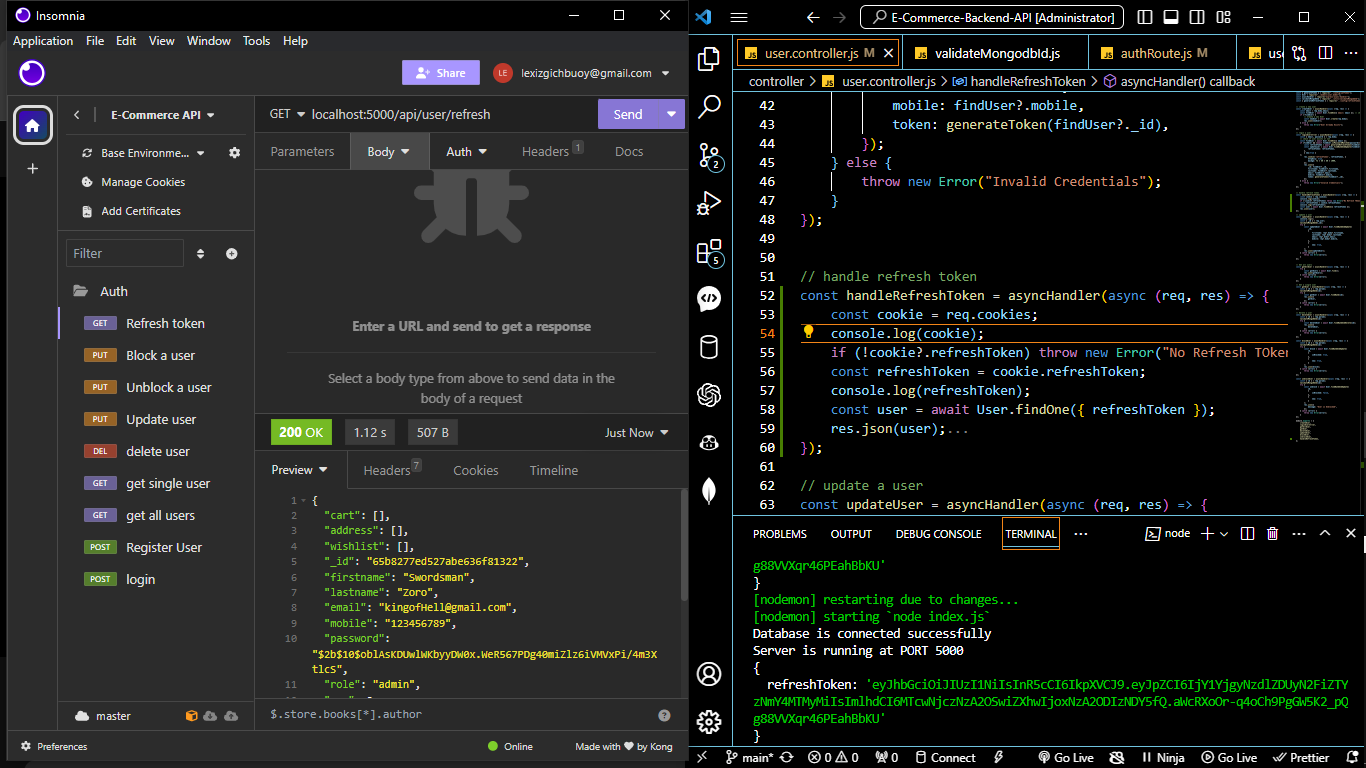 Insomnia
Application File Edit View Window Tools Help
Share
LE
lexizgichbuoy@gmail.com
E-Commerce API
Base Environme...
Manage Cookies
Add Certificates
Filter
Auth
GET Refresh token
PUT Block a user
PUT Unblock a user
PUT Update user
DEL delete user
GET get single user
GET get all users
POST Register User
POST login
master
Preferences
GET localhost:5000/api/user/refresh
Send
Parameters Body Auth Headers 1 Docs
Enter a URL and send to get a response
Select a body type from above to send data in the
body of a request
200 OK 1.12 s 507 B Just Now
Preview Headers 7 Cookies Timeline
1 {
2 "cart": [],
3 "address": [],
4 "wishlist": [],
5 "_id": "65b8277ed527abe636f81322",
6 "firstname": "Swordsman",
7 "lastname": "Zoro",
8 "email": "kingofHell@gmail.com",
9 "mobile": "123456789",
10 "password":
"$2b$10$oblAsKDUwlWKbyyDW0x.WeR567PDg40miZlz6iVMVxPi/4m3X
tlcS",
11 "role": "admin",
$.store.books[*].author
Online
Made with ♥ by Kong
E-Commerce-Backend-API [Administrator]
user.controller.js M
validateMongodbId.js
authRoute.js M
controller > user.controller.js > handleRefreshToken > asyncHandler() callback
42 mobile: findUser?.mobile,
43 token: generateToken(findUser?._id),
44 });
45 } else {
46 throw new Error("Invalid Credentials");
47 }
48 });
49
50
51 // handle refresh token
52 const handleRefreshToken = asyncHandler(async (req, res) => {
53 const cookie = req.cookies;
54 console.log(cookie);
55 if (!cookie?.refreshToken) throw new Error("No Refresh TOken
56 const refreshToken = cookie.refreshToken;
57 console.log(refreshToken);
58 const user = await User.findOne({ refreshToken });
59 res.json(user);...
60 });
61
62 // update a user
63 const updateUser = asyncHandler(async (req, res) => {
PROBLEMS OUTPUT DEBUG CONSOLE TERMINAL ... node
g88VVXqr46PEahBbKU'
}
[nodemon] restarting due to changes...
[nodemon] starting `node index.js`
Database is connected successfully
Server is running at PORT 5000
{
refreshToken: 'eyJhbGciOiJIUzI1NiIsInR5cCI6IkpXVCJ9.eyJpZCI6IjY1YjgyNzdlZDUyN2FiZTY
zNmY4MTMyMiIsImlhdCI6MTcwNjczNzA2OSwiZXhwIjoxNzA2ODIzNDY5fQ.aWcRXoOr-q4oCh9PgGW5K2_pQ
g88VVXqr46PEahBbKU'
}
2
5
main* 0 0 0 Connect Go Live Ninja Go Live Prettier